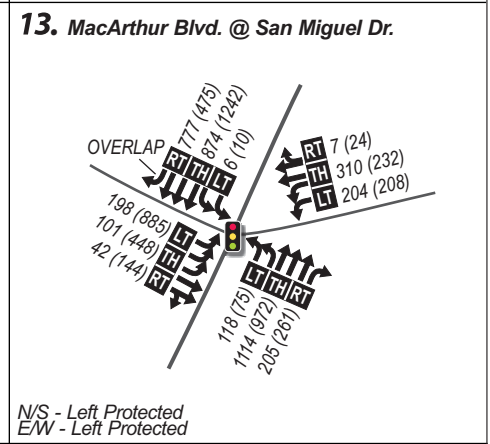 13. MacArthur Blvd. @ San Miguel Dr.
OVERLAP
777 (475)
874 (1242)
6 (10)
RT TH LT
RT 7 (24)
TH 310 (232)
LT 204 (208)
198 (885) LT
101 (448) TH
42 (144) RT
LT TH RT
118 (75)
1114 (972)
205 (261)
N/S - Left Protected
E/W - Left Protected